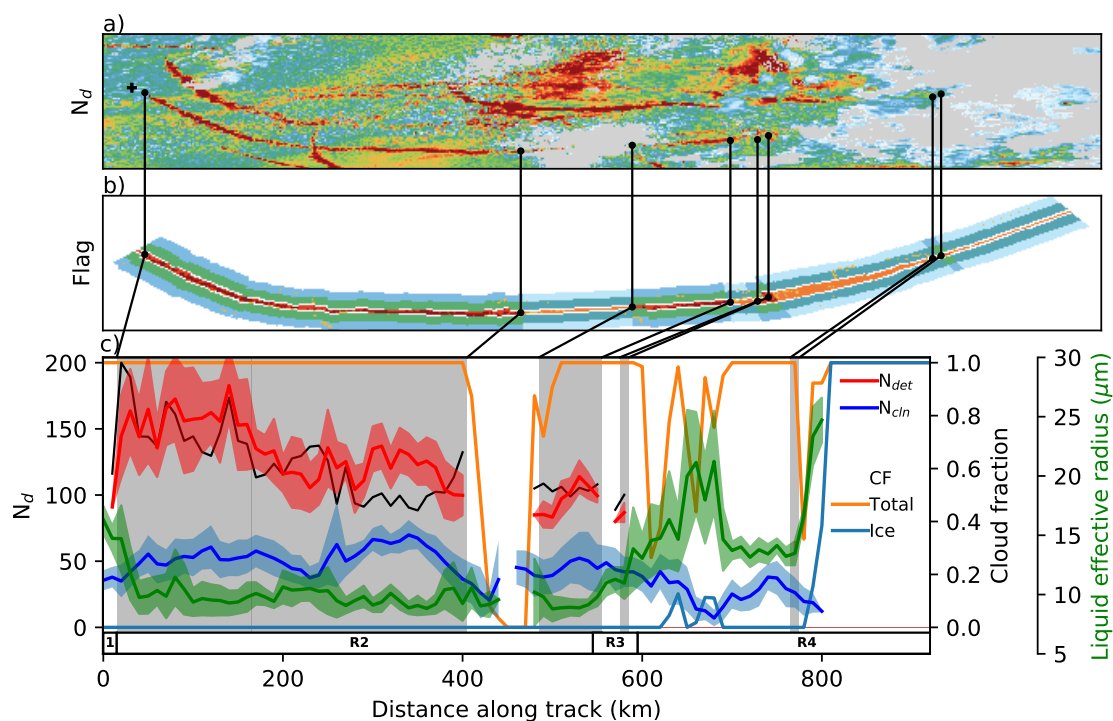 a)
N_d
b)
Flag
c)
200
150
100
50
0
N_d
N_det
N_cln
CF
Total
Ice
1.0
0.8
0.6
0.4
0.2
0.0
Cloud fraction
30
25
20
15
10
5
Liquid effective radius (μm)
1
R2
R3
R4
0
200
400
600
800
Distance along track (km)